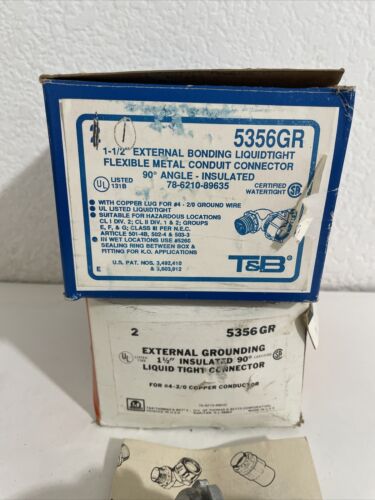 1
5356GR
1-1/2" EXTERNAL BONDING LIQUIDTIGHT
FLEXIBLE METAL CONDUIT CONNECTOR
90° ANGLE - INSULATED
78-6210-89635
UL LISTED 131B
CERTIFIED WATERTIGHT
• WITH COPPER LUG FOR #4 - 2/0 GROUND WIRE
• UL LISTED LIQUIDTIGHT
• SUITABLE FOR HAZARDOUS LOCATIONS
CL I DIV. 2; CL II DIV. 1 & 2; GROUPS
E, F, & G; CLASS III PER N.E.C.
ARTICLE 501-4B, 502-4 & 503-3
• IN WET LOCATIONS USE #5260
SEALING RING BETWEEN BOX &
FITTING FOR K.O. APPLICATIONS
U.S. PAT. NOS. 3,492,410
& 3,603,912
E
T&B
2 5356GR
EXTERNAL GROUNDING
1½" INSULATED 90°
LIQUID TIGHT CONNECTOR
FOR #4-2/0 COPPER CONDUCTOR